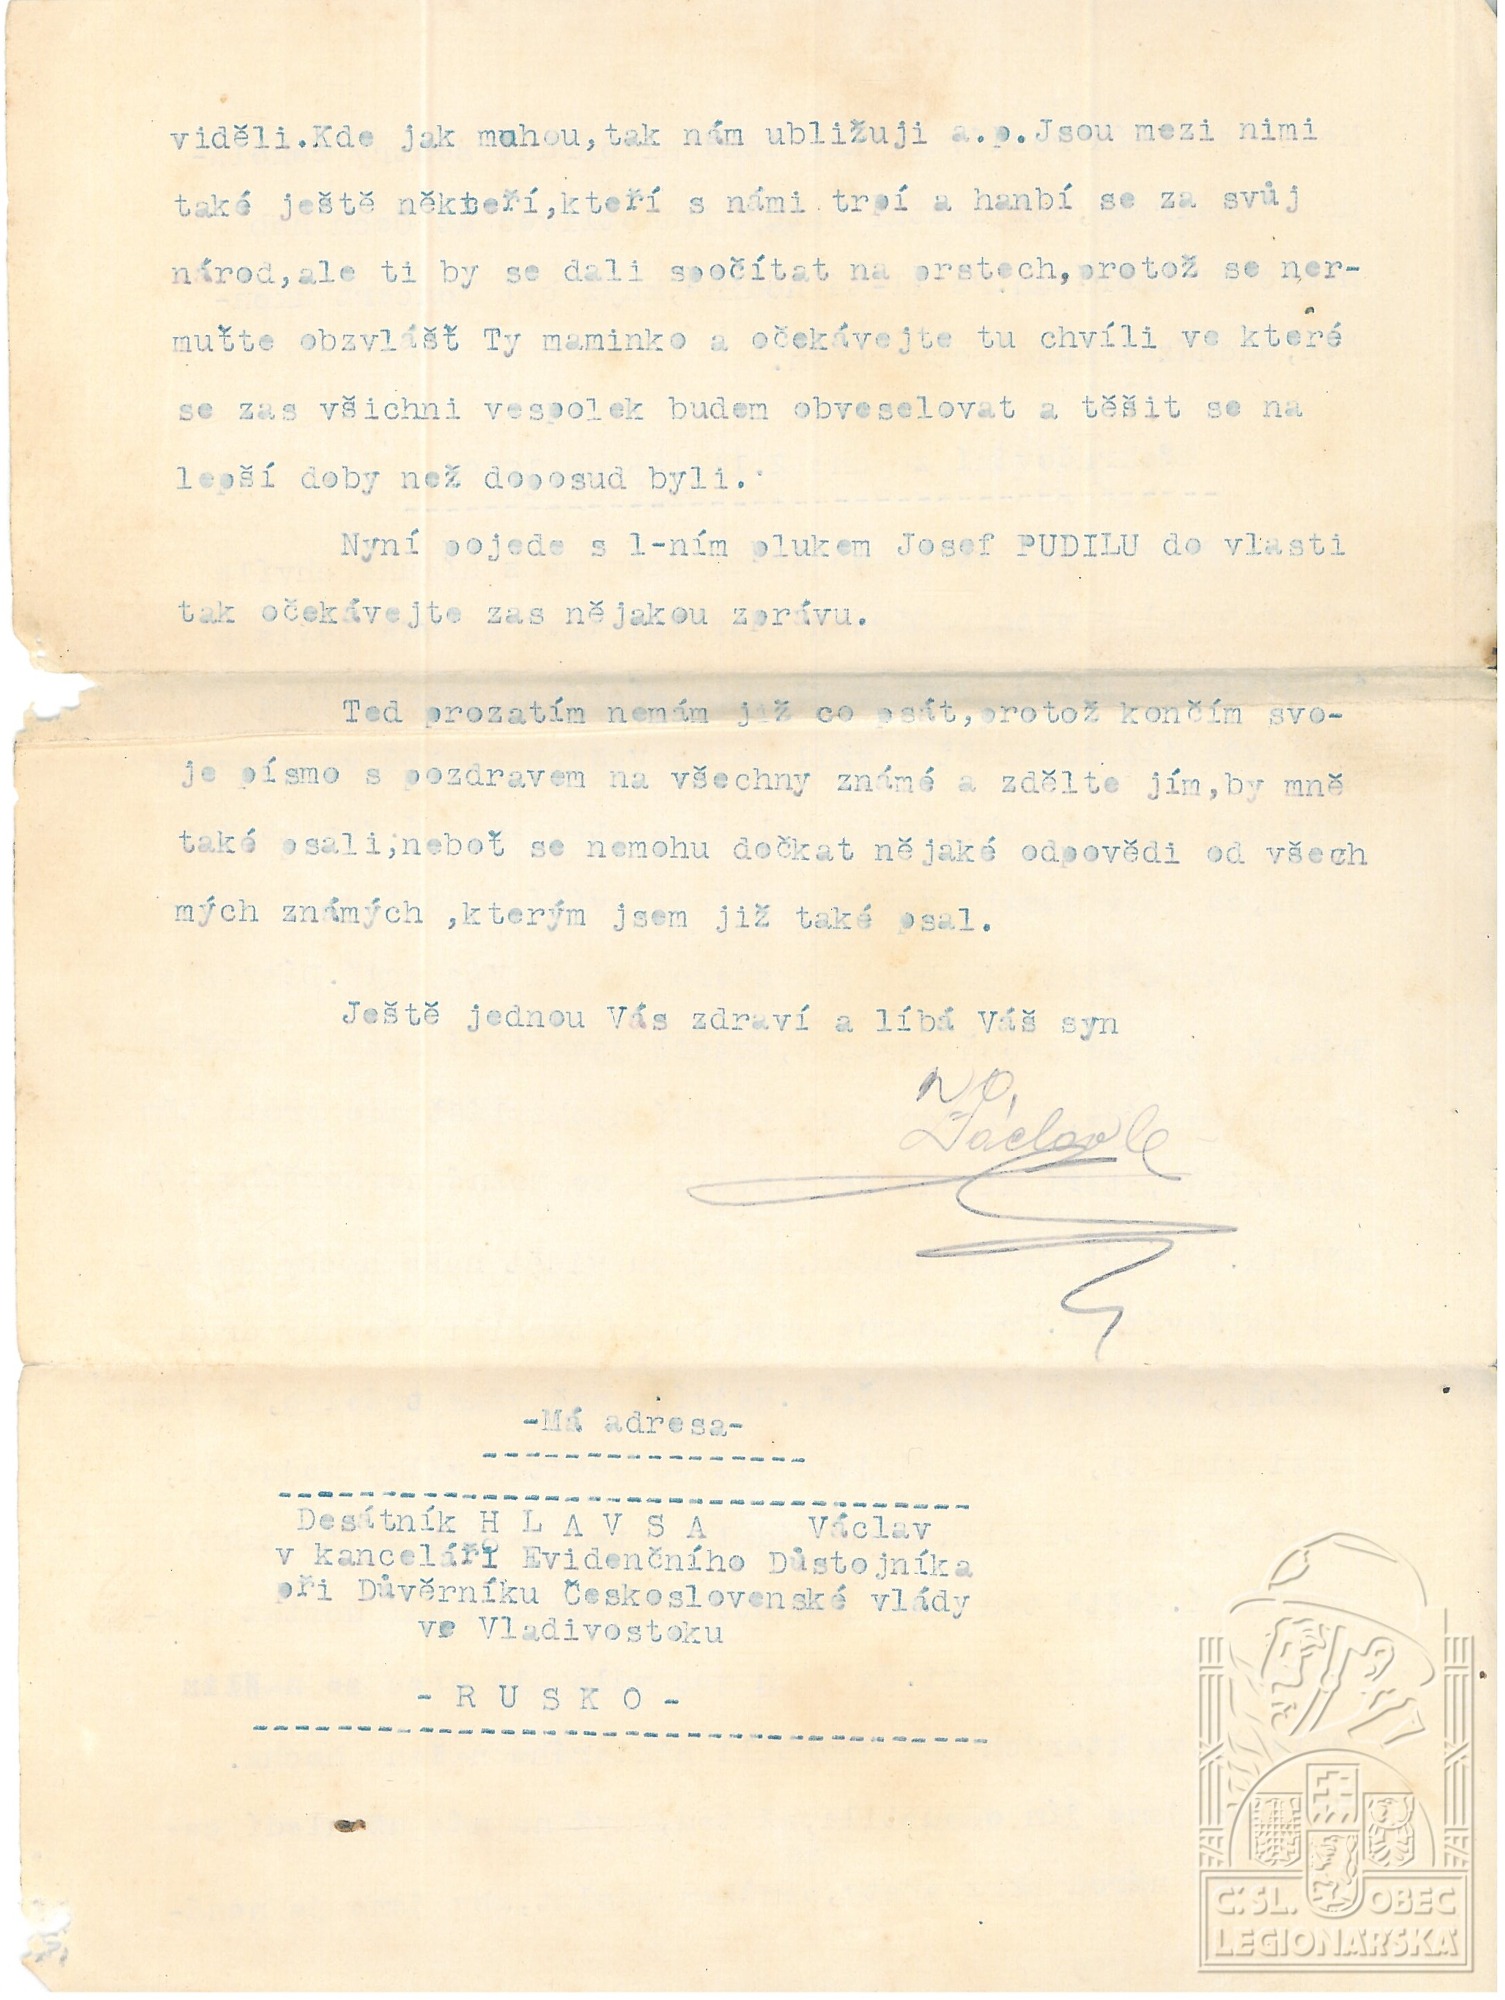 viděli.Kde jak mohou,tak nám ubližuji a.p.Jsou mezi nimi
také ještě někteří,kteří s námi trpí a hanbí se za svůj
národ,ale ti by se dali spočítat na prstech,protož se ner-
muťte obzvlášť Ty maminko a očekávejte tu chvíli ve které
se zas všichni vespolek budem obveselovat a těšit se na
lepší doby než doposud byli.
Nyní pojede s 1-ním plukem Josef PUDILU do vlasti
tak očekávejte zas nějakou zprávu.
Ted prozatím nemám již co psát,protož končím svo-
je písmo s pozdravem na všechny známé a zdělte jím,by mně
také psali,neboť se nemohu dočkat nějaké odpovědi od všech
mých známých ,kterým jsem již také psal.
Ještě jednou Vás zdraví a líbá Váš syn
Václav
-Má adresa-
Desátník H L A V S A Václav
v kanceláři Evidenčního Důstojníka
při Důvěrníku Československé vlády
ve Vladivostoku
- R U S K O -
Č.SL. OBEC
LEGIONÁŘSKÁ